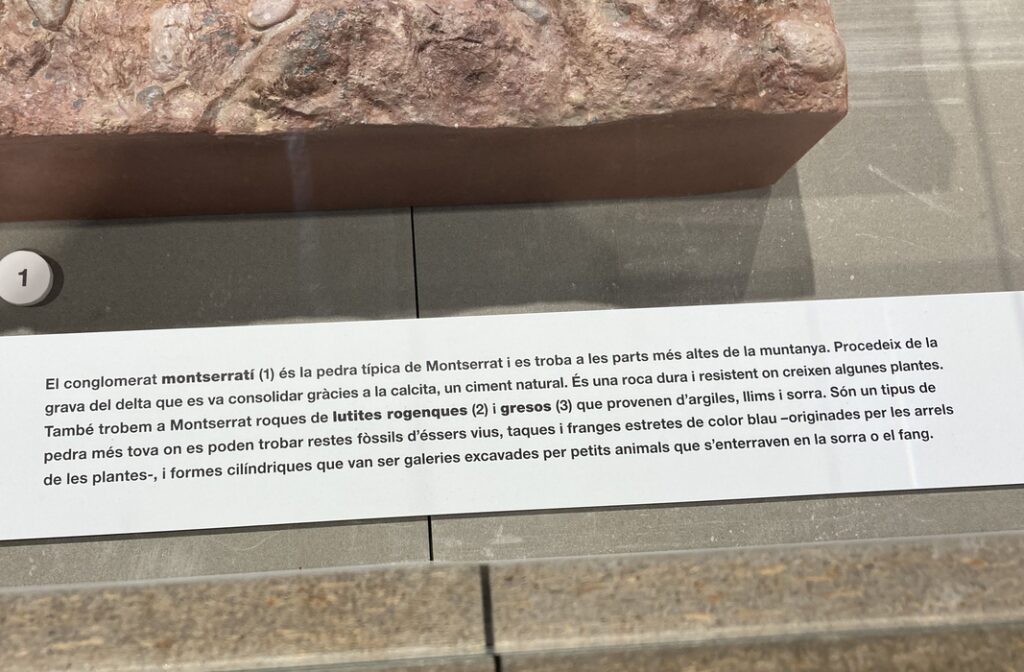 1
El conglomerat montserratí (1) és la pedra típica de Montserrat i es troba a les parts més altes de la muntanya. Procedeix de la
grava del delta que es va consolidar gràcies a la calcita, un ciment natural. És una roca dura i resistent on creixen algunes plantes.
També trobem a Montserrat roques de lutites rogenques (2) i gresos (3) que provenen d’argiles, llims i sorra. Són un tipus de
pedra més tova on es poden trobar restes fòssils d’éssers vius, taques i franges estretes de color blau –originades per les arrels
de les plantes-, i formes cilíndriques que van ser galeries excavades per petits animals que s’enterraven en la sorra o el fang.